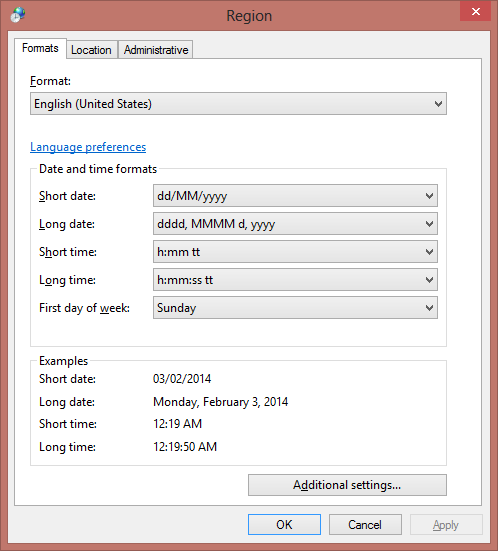 Region
Formats Location Administrative
Format:
English (United States)
Language preferences
Date and time formats
Short date: dd/MM/yyyy
Long date: dddd, MMMM d, yyyy
Short time: h:mm tt
Long time: h:mm:ss tt
First day of week: Sunday
Examples
Short date: 03/02/2014
Long date: Monday, February 3, 2014
Short time: 12:19 AM
Long time: 12:19:50 AM
Additional settings...
OK Cancel Apply